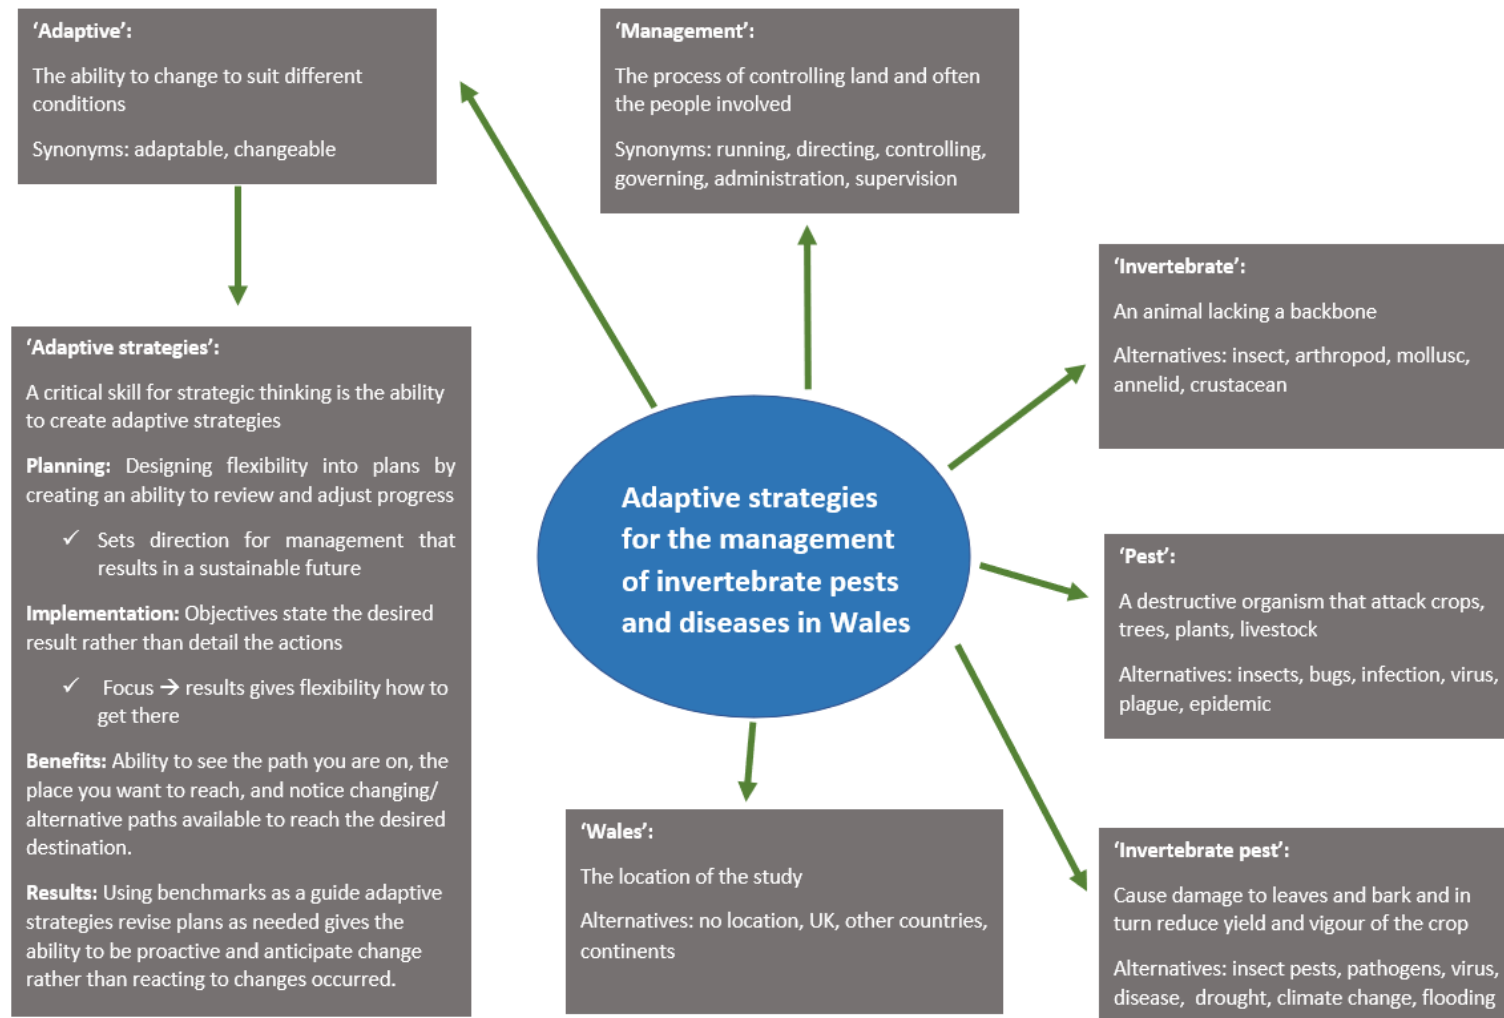 ‘Adaptive’:
The ability to change to suit different
conditions
Synonyms: adaptable, changeable
‘Management’:
The process of controlling land and often
the people involved
Synonyms: running, directing, controlling,
governing, administration, supervision
‘Invertebrate’:
An animal lacking a backbone
Alternatives: insect, arthropod, mollusc,
annelid, crustacean
‘Adaptive strategies’:
A critical skill for strategic thinking is the ability
to create adaptive strategies
Planning: Designing flexibility into plans by
creating an ability to review and adjust progress
✓ Sets direction for management that
results in a sustainable future
Implementation: Objectives state the desired
result rather than detail the actions
✓ Focus → results gives flexibility how to
get there
Benefits: Ability to see the path you are on, the
place you want to reach, and notice changing/
alternative paths available to reach the desired
destination.
Results: Using benchmarks as a guide adaptive
strategies revise plans as needed gives the
ability to be proactive and anticipate change
rather than reacting to changes occurred.
Adaptive strategies
for the management
of invertebrate pests
and diseases in Wales
‘Pest’:
A destructive organism that attack crops,
trees, plants, livestock
Alternatives: insects, bugs, infection, virus,
plague, epidemic
‘Wales’:
The location of the study
Alternatives: no location, UK, other countries,
continents
‘Invertebrate pest’:
Cause damage to leaves and bark and in
turn reduce yield and vigour of the crop
Alternatives: insect pests, pathogens, virus,
disease, drought, climate change, flooding